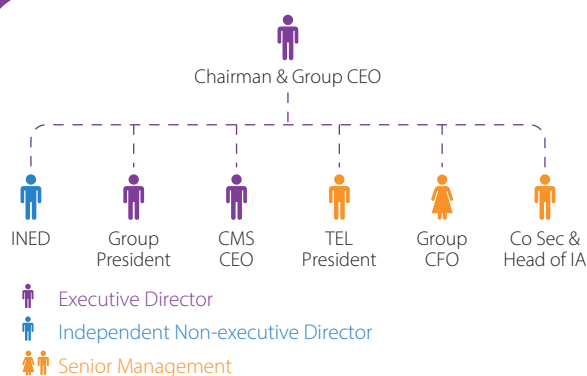 Chairman & Group CEO
INED
Group
President
CMS
CEO
TEL
President
Group
CFO
Co Sec &
Head of IA
Executive Director
Independent Non-executive Director
Senior Management